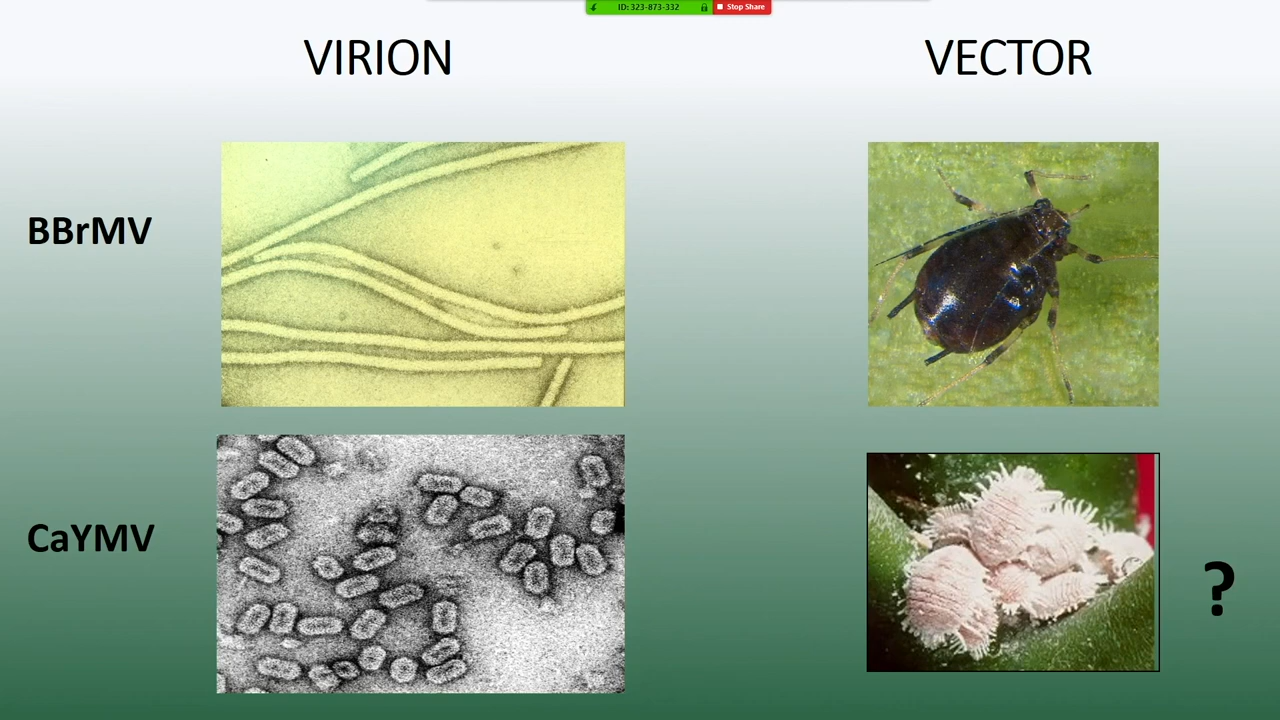 ID: 323-873-332 Stop Share
VIRION VECTOR
BBrMV
CaYMV
?